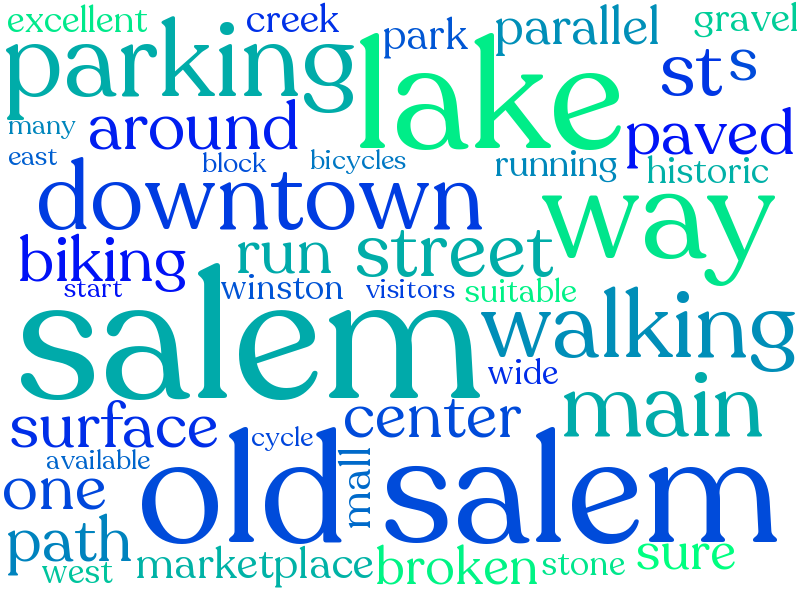 excellent
creek
park
parallel
gravel
parking
lake
st
s
many
around
paved
east
block
bicycles
running
historic
downtown
way
biking
run
street
start
winston
visitors
suitable
salem
walking
wide
surface
center
main
available
cycle
mall
old salem
one
path
west
marketplace
broken
stone
sure